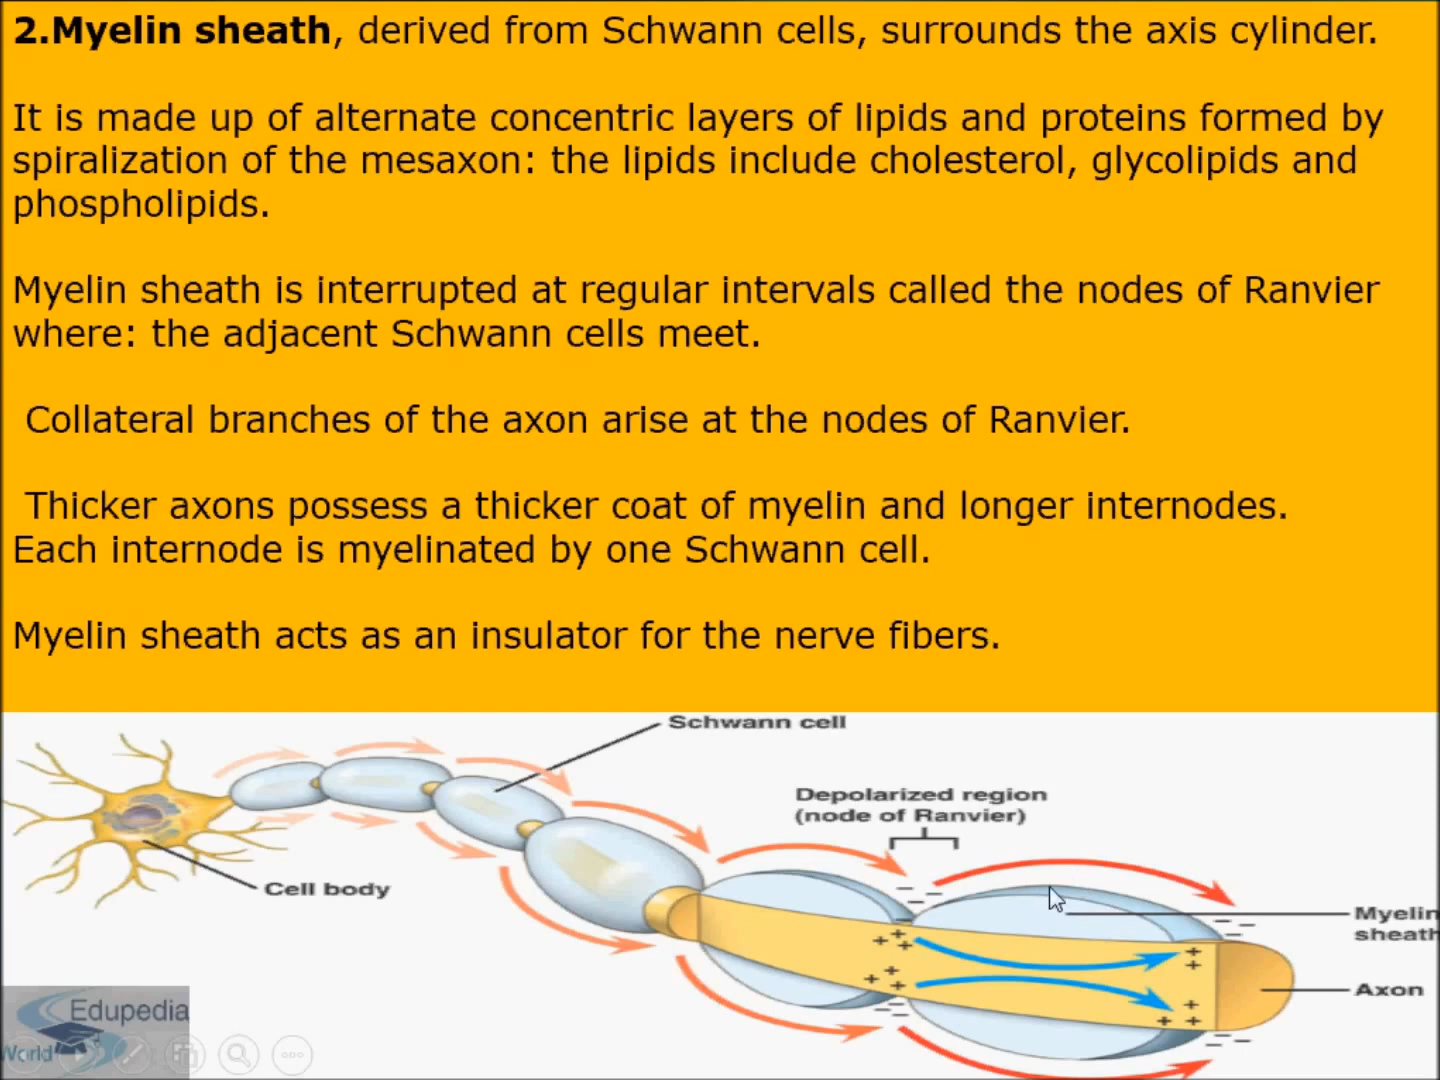 2.Myelin sheath, derived from Schwann cells, surrounds the axis cylinder.
It is made up of alternate concentric layers of lipids and proteins formed by
spiralization of the mesaxon: the lipids include cholesterol, glycolipids and
phospholipids.
Myelin sheath is interrupted at regular intervals called the nodes of Ranvier
where: the adjacent Schwann cells meet.
Collateral branches of the axon arise at the nodes of Ranvier.
Thicker axons possess a thicker coat of myelin and longer internodes.
Each internode is myelinated by one Schwann cell.
Myelin sheath acts as an insulator for the nerve fibers.
Schwann cell
Depolarized region
(node of Ranvier)
Cell body
Myelin
sheath
Axon
Edupedia
World